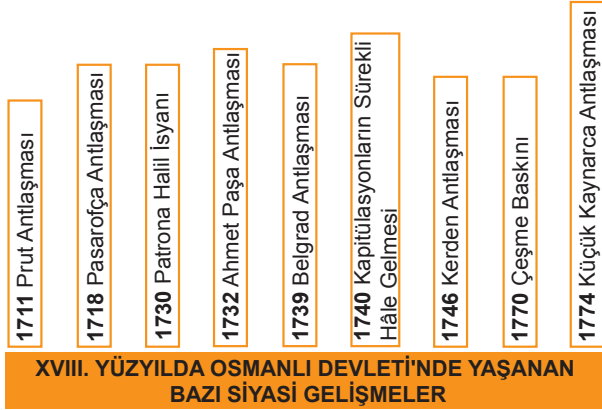 1711 Prut Antlaşması
1718 Pasarofça Antlaşması
1730 Patrona Halil İsyanı
1732 Ahmet Paşa Antlaşması
1739 Belgrad Antlaşması
1740 Kapitülasyonların Sürekli
Hâle Gelmesi
1746 Kerden Antlaşması
1770 Çeşme Baskını
1774 Küçük Kaynarca Antlaşması
XVIII. YÜZYILDA OSMANLI DEVLETİ'NDE YAŞANAN
BAZI SİYASİ GELİŞMELER